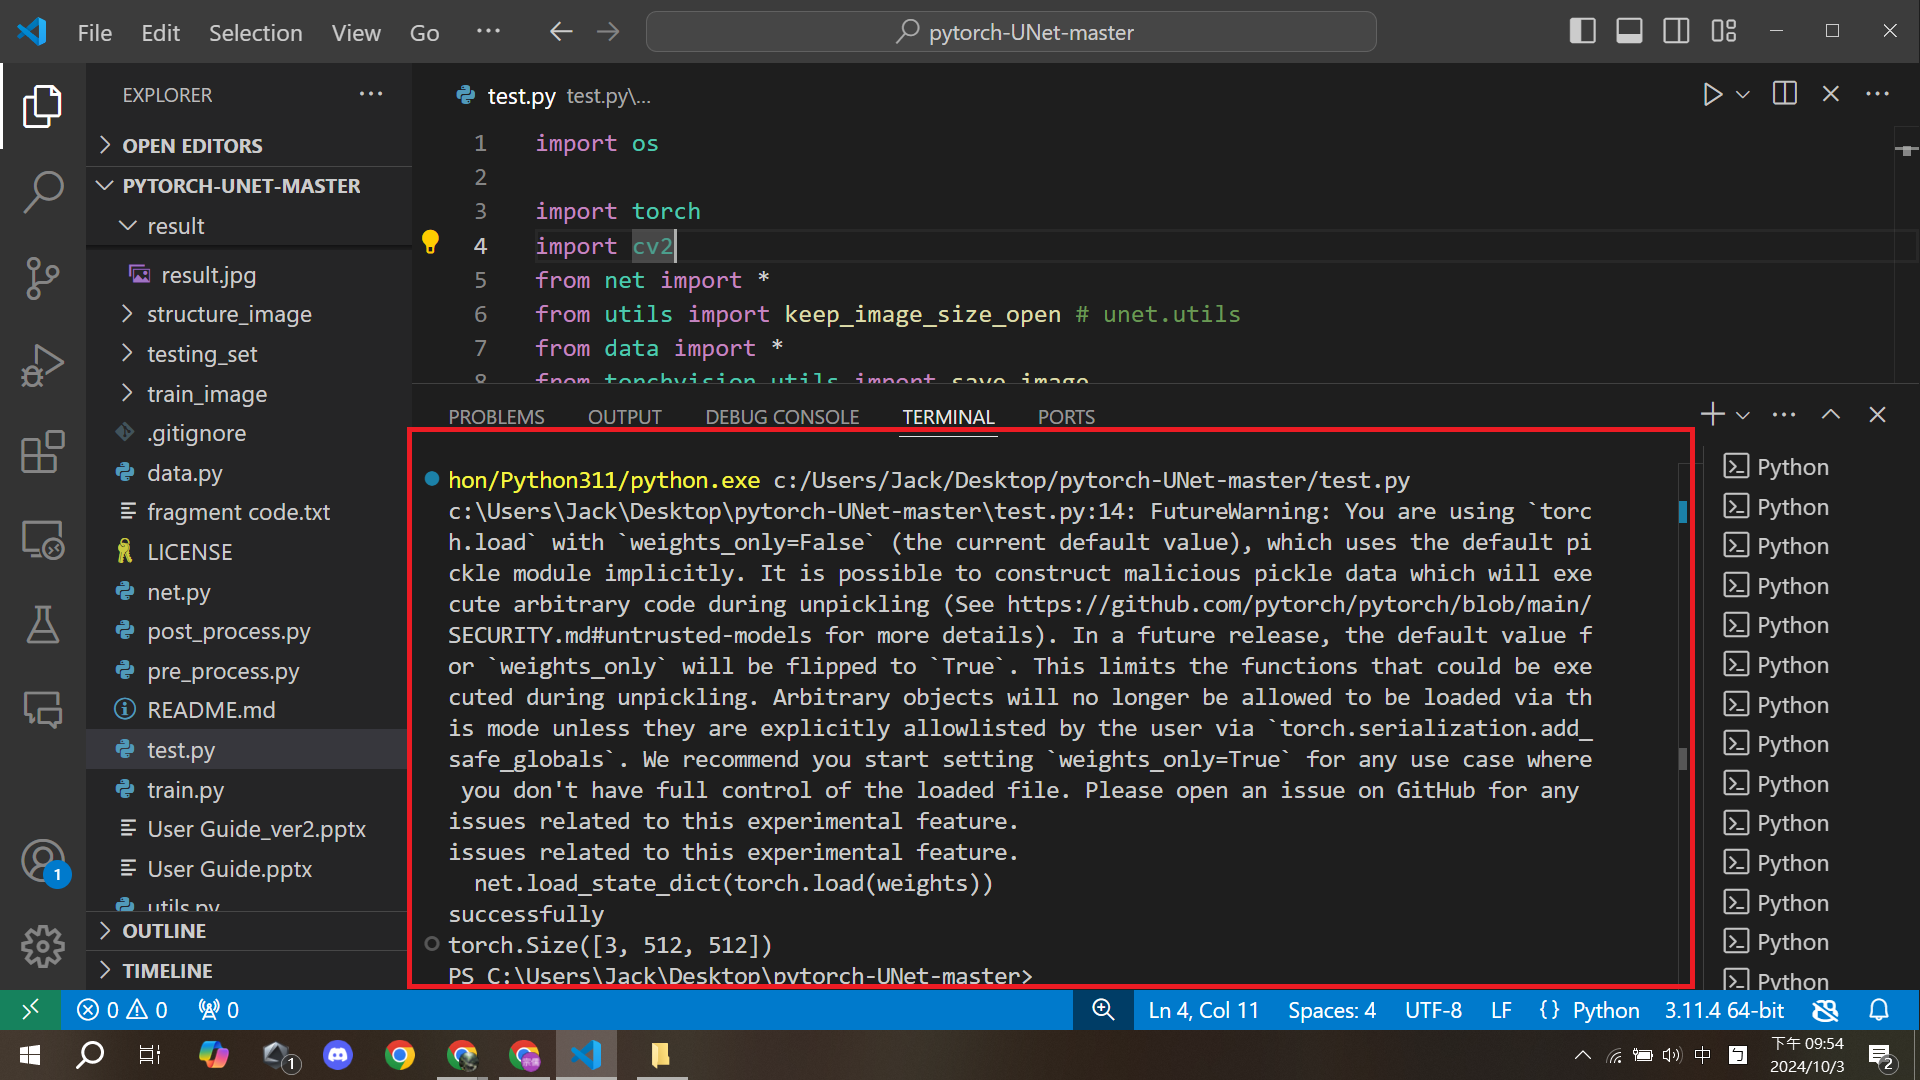 File Edit Selection View Go ··· pytorch-UNet-master
EXPLORER
OPEN EDITORS
PYTORCH-UNET-MASTER
result
result.jpg
structure_image
testing_set
train_image
.gitignore
data.py
fragment code.txt
LICENSE
net.py
post_process.py
pre_process.py
README.md
test.py
train.py
User Guide_ver2.pptx
User Guide.pptx
utils.py
OUTLINE
TIMELINE
1
test.py test.py\...
1 import os
2
3 import torch
4 import cv2
5 from net import *
6 from utils import keep_image_size_open # unet.utils
7 from data import *
8 from torchvision.utils import save_image
PROBLEMS OUTPUT DEBUG CONSOLE TERMINAL PORTS
hon/Python311/python.exe c:/Users/Jack/Desktop/pytorch-UNet-master/test.py
c:\Users\Jack\Desktop\pytorch-UNet-master\test.py:14: FutureWarning: You are using `torc
h.load` with `weights_only=False` (the current default value), which uses the default pi
ckle module implicitly. It is possible to construct malicious pickle data which will exe
cute arbitrary code during unpickling (See https://github.com/pytorch/pytorch/blob/main/
SECURITY.md#untrusted-models for more details). In a future release, the default value f
or `weights_only` will be flipped to `True`. This limits the functions that could be exe
cuted during unpickling. Arbitrary objects will no longer be allowed to be loaded via th
is mode unless they are explicitly allowlisted by the user via `torch.serialization.add_
safe_globals`. We recommend you start setting `weights_only=True` for any use case where
you don't have full control of the loaded file. Please open an issue on GitHub for any
issues related to this experimental feature.
issues related to this experimental feature.
net.load_state_dict(torch.load(weights))
successfully
torch.Size([3, 512, 512])
PS C:\Users\Jack\Desktop\pytorch-UNet-master>
Python
Python
Python
Python
Python
Python
Python
Python
Python
Python
Python
Python
Python
Python
0 0 0 Ln 4, Col 11 Spaces: 4 UTF-8 LF {} Python 3.11.4 64-bit
1
中
下午 09:54
2024/10/3
2